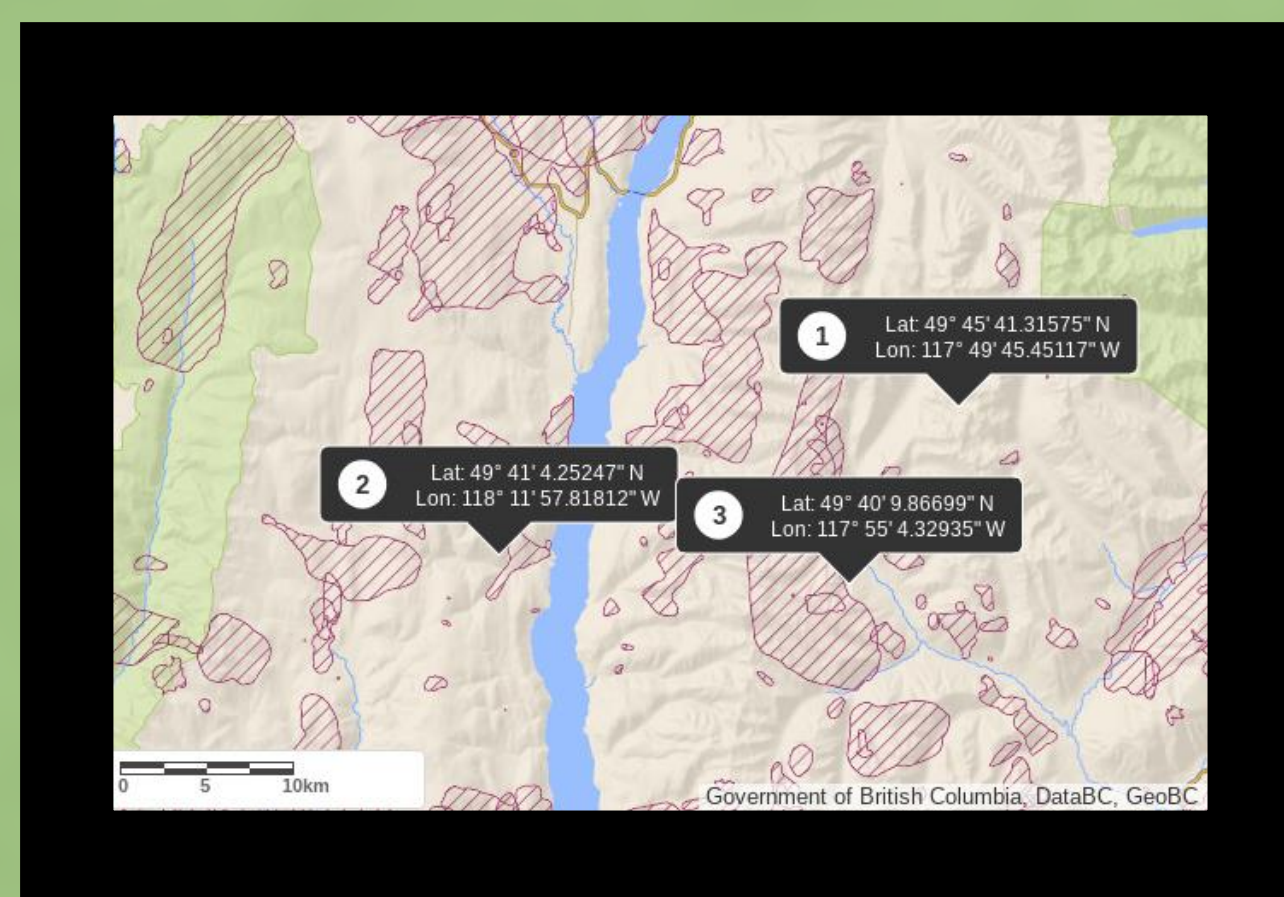 1
Lat: 49° 45' 41.31575" N
Lon: 117° 49' 45.45117" W
2
Lat: 49° 41' 4.25247" N
Lon: 118° 11' 57.81812" W
3
Lat: 49° 40' 9.86699" N
Lon: 117° 55' 4.32935" W
0 5 10km
Government of British Columbia, DataBC, GeoBC